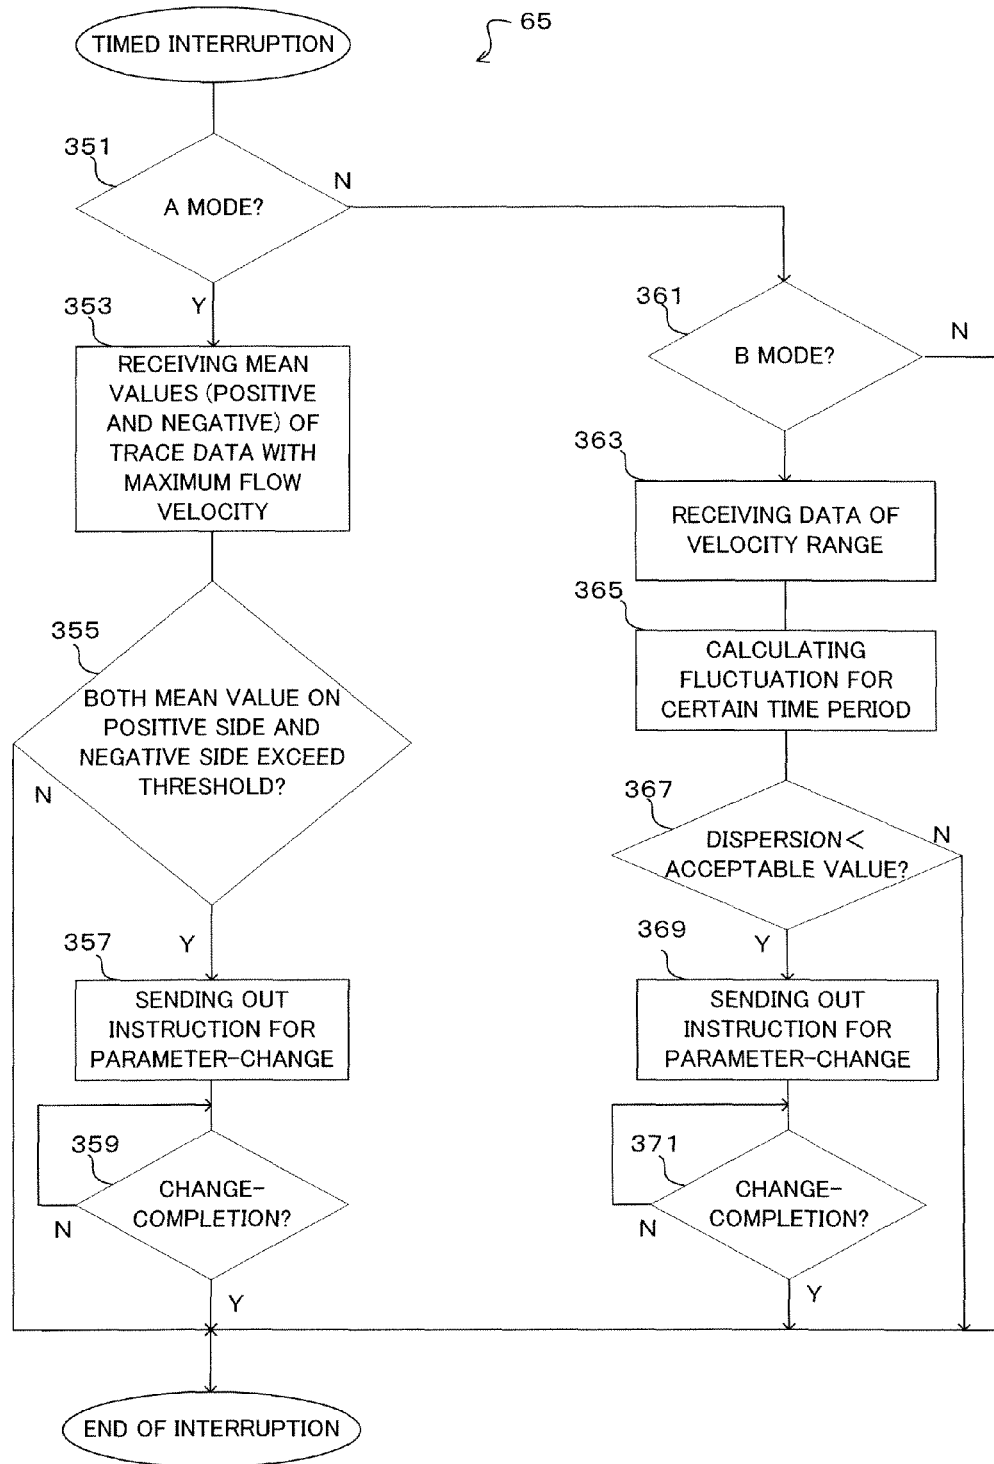 65
TIMED INTERRUPTION
351
A MODE?
N
Y
353
RECEIVING MEAN
VALUES (POSITIVE
AND NEGATIVE) OF
TRACE DATA WITH
MAXIMUM FLOW
VELOCITY
355
BOTH MEAN VALUE ON
POSITIVE SIDE AND
NEGATIVE SIDE EXCEED
THRESHOLD?
N
Y
357
SENDING OUT
INSTRUCTION FOR
PARAMETER-CHANGE
359
CHANGE-
COMPLETION?
N
Y
361
B MODE?
N
363
RECEIVING DATA OF
VELOCITY RANGE
365
CALCULATING
FLUCTUATION FOR
CERTAIN TIME PERIOD
367
DISPERSION<
ACCEPTABLE VALUE?
N
Y
369
SENDING OUT
INSTRUCTION FOR
PARAMETER-CHANGE
371
CHANGE-
COMPLETION?
N
Y
END OF INTERRUPTION